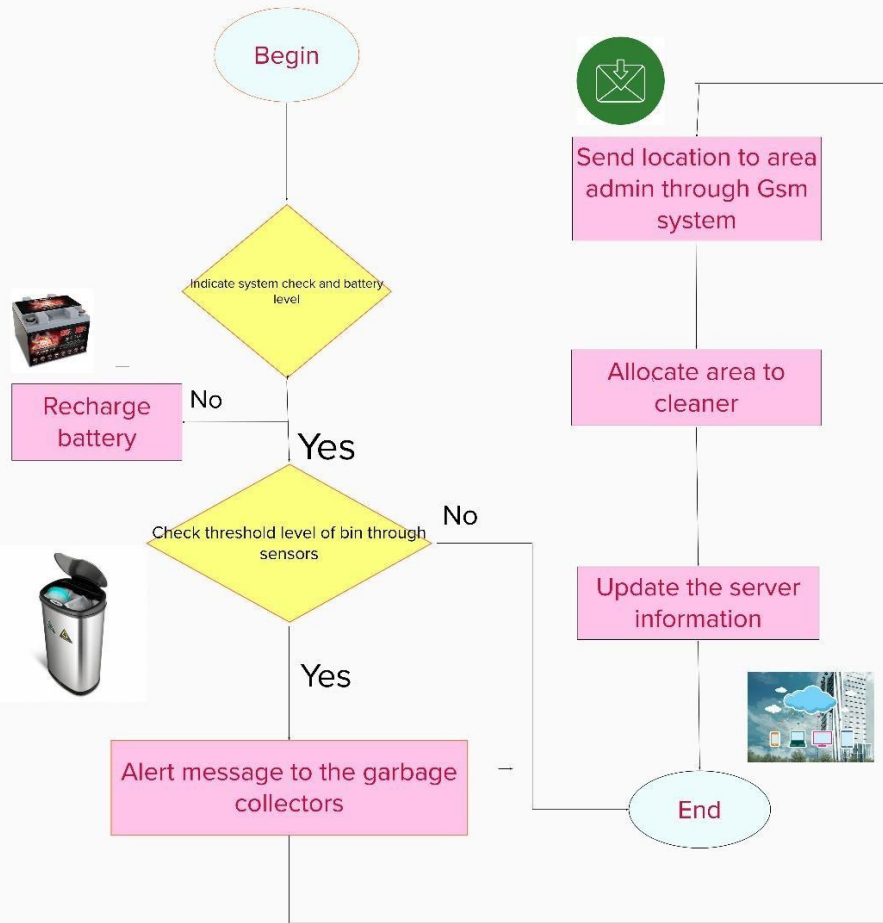 Begin
Indicate system check and battery
level
No
Recharge
battery
Yes
Check threshold level of bin through
sensors
No
Yes
Alert message to the garbage
collectors
Send location to area
admin through Gsm
system
Allocate area to
cleaner
Update the server
information
End